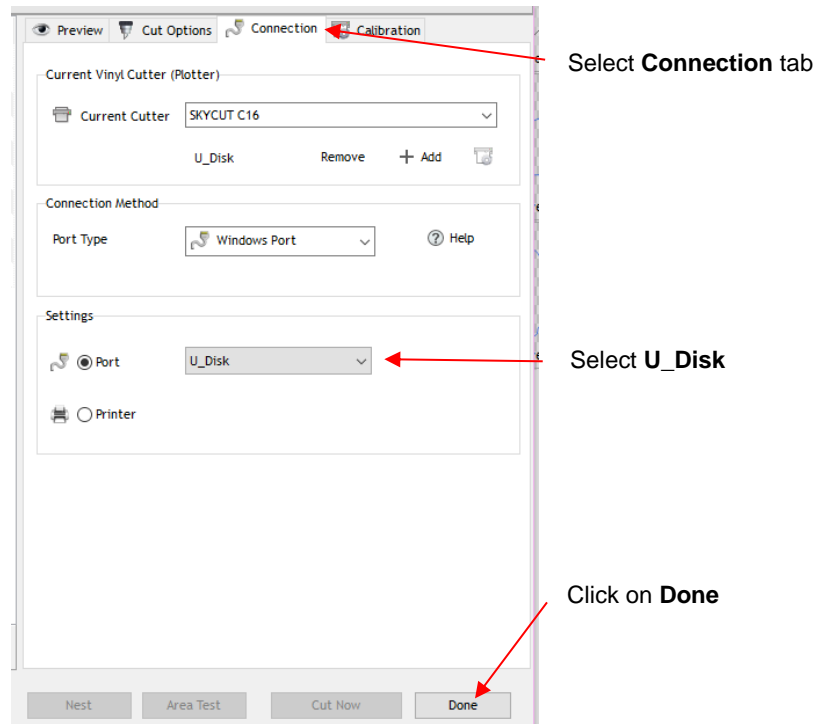 Preview Cut Options Connection Calibration
Select Connection tab
Current Vinyl Cutter (Plotter)
Current Cutter SKYCUT C16
U_Disk Remove + Add
Connection Method
Port Type Windows Port ? Help
Settings
Port U_Disk
Select U_Disk
Printer
Click on Done
Nest Area Test Cut Now Done